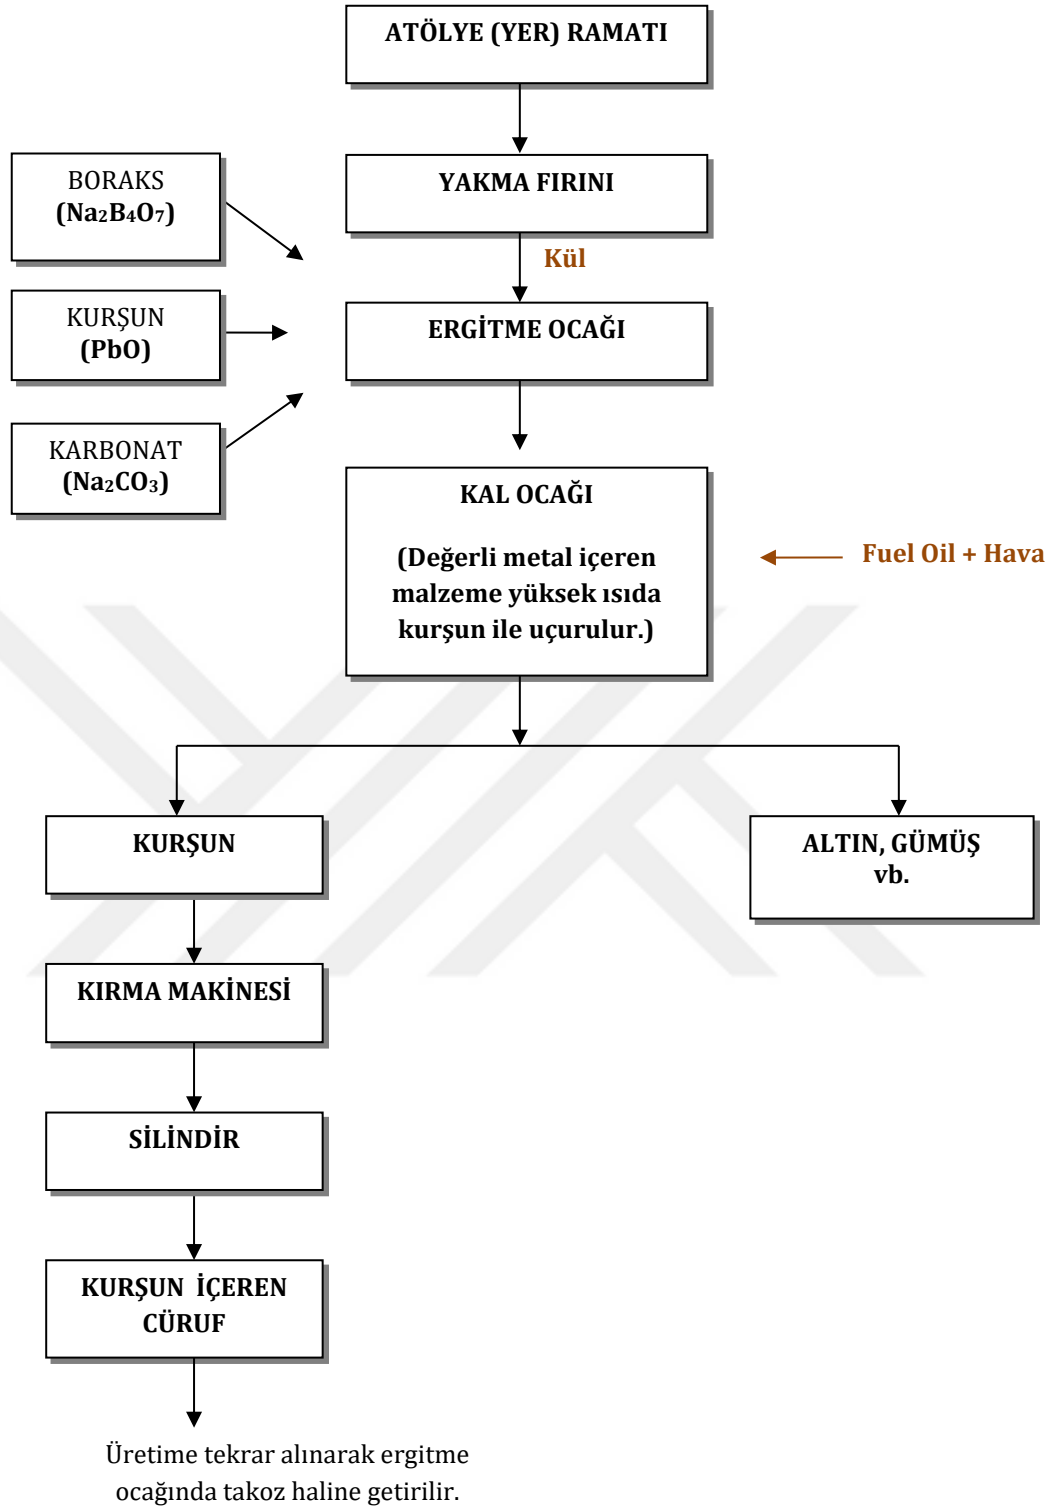 ATÖLYE (YER) RAMATI
YAKMA FIRINI
BORAKS
(Na₂B₄O₇)
Kül
KURŞUN
(PbO)
ERGİTME OCAĞI
KARBONAT
(Na₂CO₃)
KAL OCAĞI
(Değerli metal içeren
malzeme yüksek ısıda
kurşun ile uçurulur.)
Fuel Oil + Hava
KURŞUN
ALTIN, GÜMÜŞ
vb.
KIRMA MAKİNESİ
SİLİNDİR
KURŞUN İÇEREN
CÜRUF
Üretime tekrar alınarak ergitme
ocağında takoz haline getirilir.